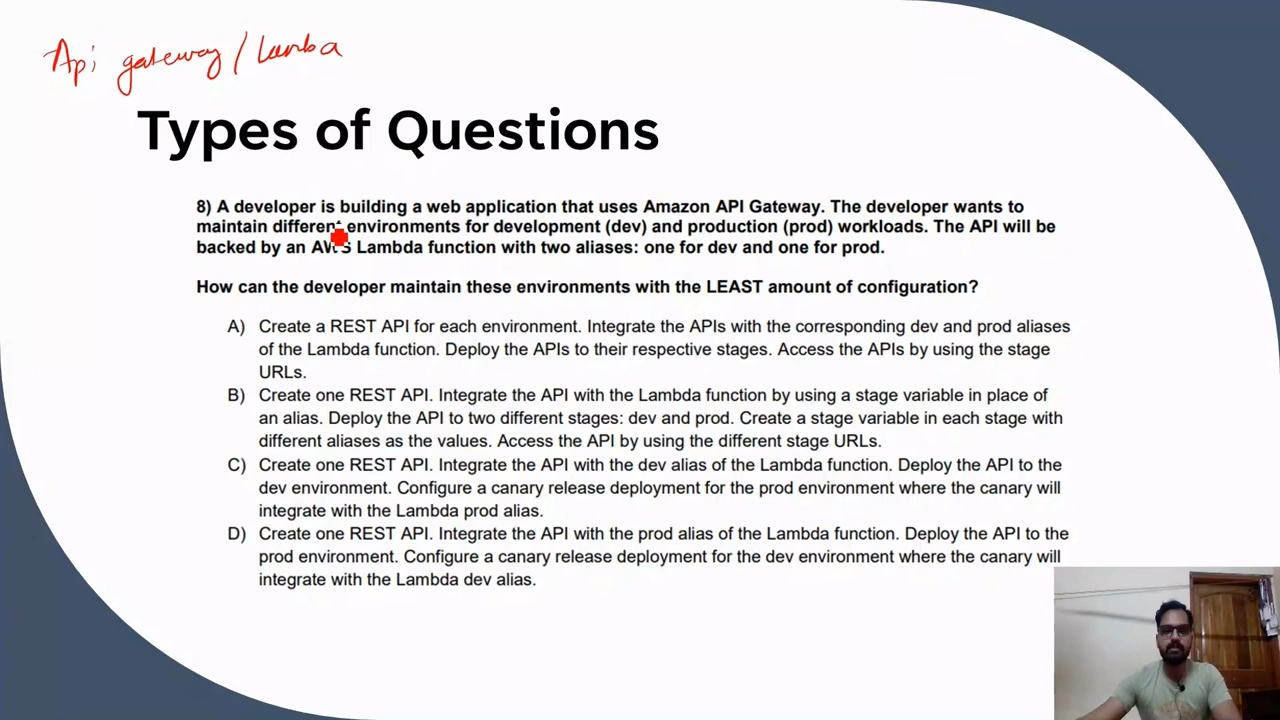 Api gateway / Lamba
Types of Questions
8) A developer is building a web application that uses Amazon API Gateway. The developer wants to
maintain different environments for development (dev) and production (prod) workloads. The API will be
backed by an AWS Lambda function with two aliases: one for dev and one for prod.
How can the developer maintain these environments with the LEAST amount of configuration?
A) Create a REST API for each environment. Integrate the APIs with the corresponding dev and prod aliases
of the Lambda function. Deploy the APIs to their respective stages. Access the APIs by using the stage
URLs.
B) Create one REST API. Integrate the API with the Lambda function by using a stage variable in place of
an alias. Deploy the API to two different stages: dev and prod. Create a stage variable in each stage with
different aliases as the values. Access the API by using the different stage URLs.
C) Create one REST API. Integrate the API with the dev alias of the Lambda function. Deploy the API to the
dev environment. Configure a canary release deployment for the prod environment where the canary will
integrate with the Lambda prod alias.
D) Create one REST API. Integrate the API with the prod alias of the Lambda function. Deploy the API to the
prod environment. Configure a canary release deployment for the dev environment where the canary will
integrate with the Lambda dev alias.